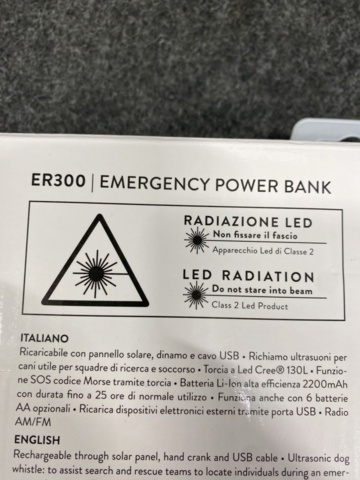 ER300 | EMERGENCY POWER BANK
RADIAZIONE LED
Non fissare il fascio
Apparecchio Led di Classe 2
LED RADIATION
Do not stare into beam
Class 2 Led Product
ITALIANO
Ricaricabile con pannello solare, dinamo e cavo USB • Richiamo ultrasuoni per
cani utile per squadre di ricerca e soccorso • Torcia a Led Cree® 130L • Funzio-
ne SOS codice Morse tramite torcia • Batteria Li-Ion alta efficienza 2200mAh
con durata fino a 25 ore di normale utilizzo • Funziona anche con 6 batterie
AA opzionali • Ricarica dispositivi elettronici esterni tramite porta USB • Radio
AM/FM
ENGLISH
Rechargeable through solar panel, hand crank and USB cable • Ultrasonic dog
whistle: to assist search and rescue teams to locate individuals during an emer-